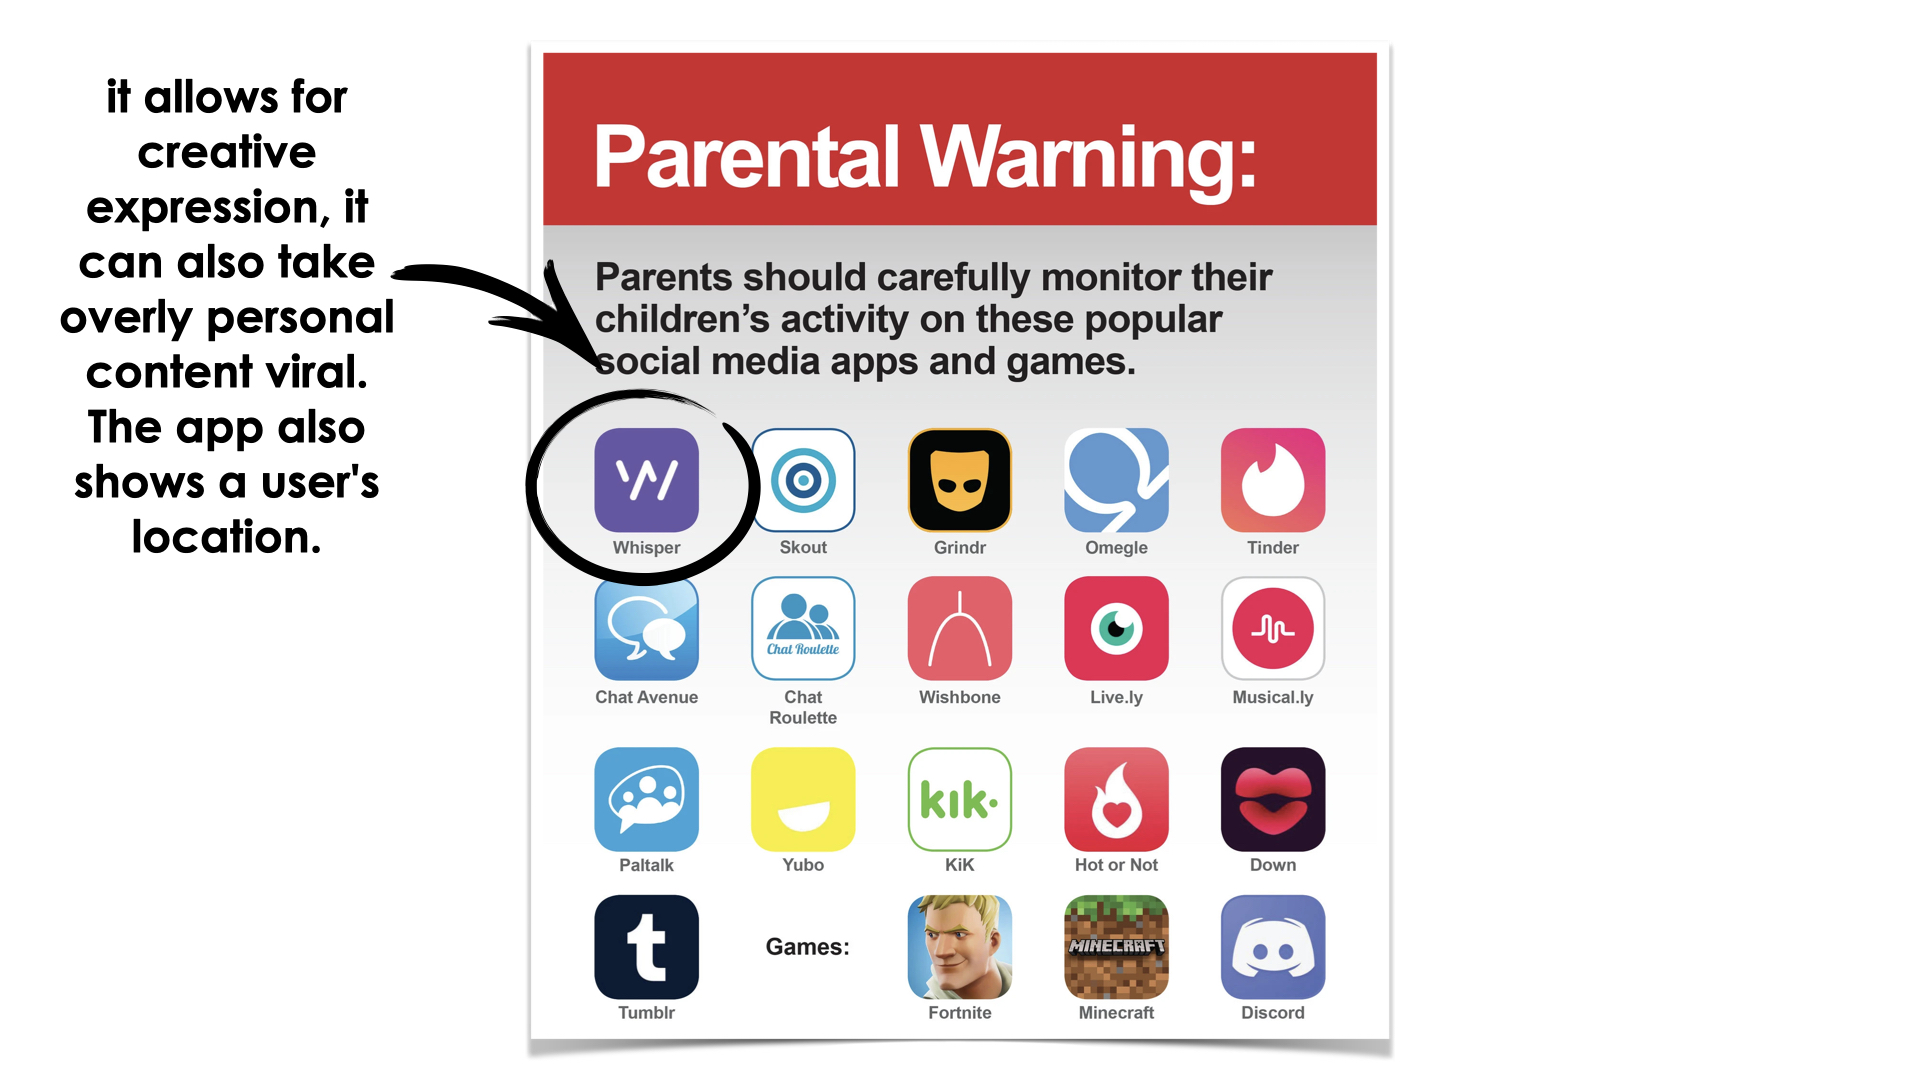 it allows for
creative
expression, it
can also take
overly personal
content viral.
The app also
shows a user's
location.
Parental Warning:
Parents should carefully monitor their
children’s activity on these popular
social media apps and games.
Whisper
Skout
Grindr
Omegle
Tinder
Chat Roulette
Chat Avenue
Chat
Roulette
Wishbone
Live.ly
Musical.ly
kik.
Paltalk
Yubo
KiK
Hot or Not
Down
t
Games:
MINECRAFT
Tumblr
Fortnite
Minecraft
Discord